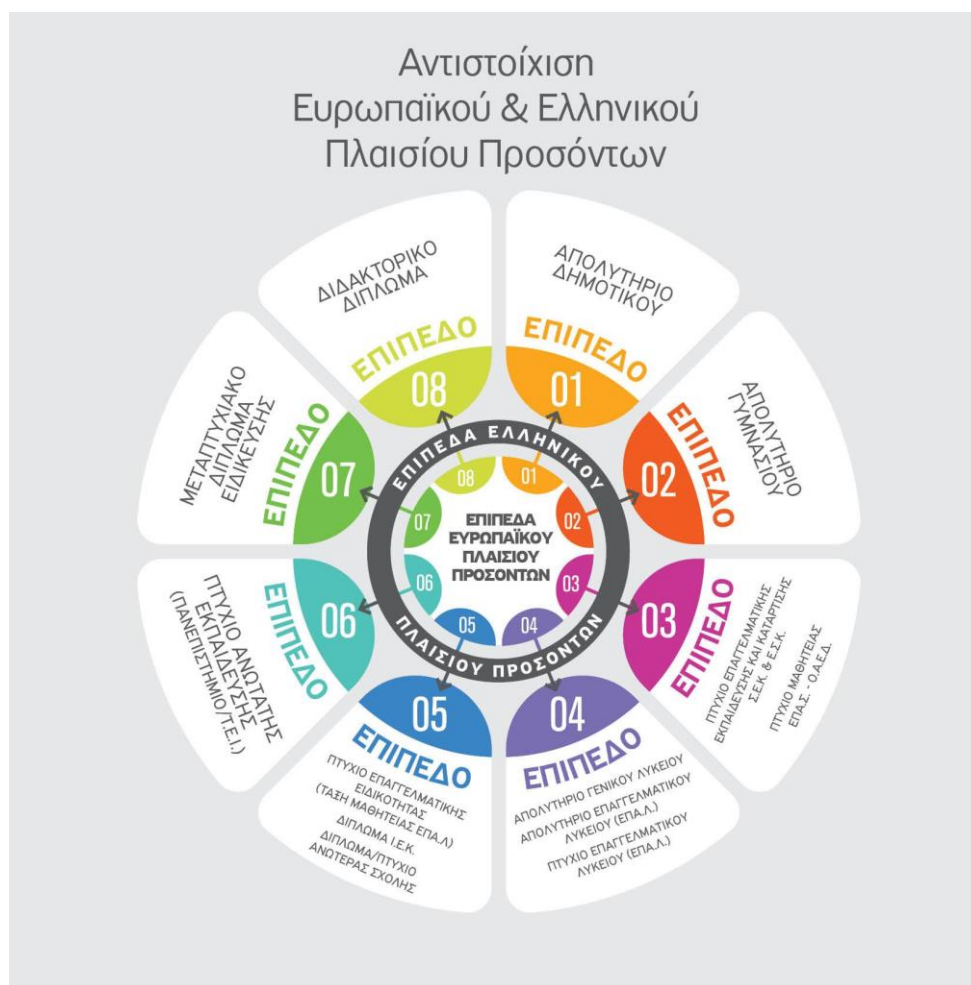 Αντιστοίχιση
Ευρωπαϊκού & Ελληνικού
Πλαισίου Προσόντων
ΑΠΟΛΥΤΗΡΙΟ
ΔΗΜΟΤΙΚΟΥ
ΕΠΙΠΕΔΟ
01
ΑΠΟΛΥΤΗΡΙΟ
ΓΥΜΝΑΣΙΟΥ
ΕΠΙΠΕΔΟ
02
ΕΠΙΠΕΔΟ
03
ΠΤΥΧΙΟ ΕΠΑΓΓΕΛΜΑΤΙΚΗΣ
ΕΚΠΑΙΔΕΥΣΗΣ ΚΑΙ ΚΑΤΑΡΤΙΣΗΣ
Σ.Ε.Κ. & Ε.Σ.Κ.
ΠΤΥΧΙΟ ΜΑΘΗΤΕΙΑΣ
ΕΠΑ.Σ. - Ο.Α.Ε.Δ.
04
ΕΠΙΠΕΔΟ
ΑΠΟΛΥΤΗΡΙΟ ΓΕΝΙΚΟΥ ΛΥΚΕΙΟΥ
ΑΠΟΛΥΤΗΡΙΟ ΕΠΑΓΓΕΛΜΑΤΙΚΟΥ
ΛΥΚΕΙΟΥ (ΕΠΑ.Λ.)
ΠΤΥΧΙΟ ΕΠΑΓΓΕΛΜΑΤΙΚΟΥ
ΛΥΚΕΙΟΥ (ΕΠΑ.Λ.)
05
ΕΠΙΠΕΔΟ
ΠΤΥΧΙΟ ΕΠΑΓΓΕΛΜΑΤΙΚΗΣ
ΕΙΔΙΚΟΤΗΤΑΣ
(ΤΑΞΗ ΜΑΘΗΤΕΙΑΣ ΕΠΑ.Λ)
ΔΙΠΛΩΜΑ Ι.Ε.Κ.
ΔΙΠΛΩΜΑ/ΠΤΥΧΙΟ
ΑΝΩΤΕΡΑΣ ΣΧΟΛΗΣ
06
ΕΠΙΠΕΔΟ
ΠΤΥΧΙΟ ΑΝΩΤΑΤΗΣ
ΕΚΠΑΙΔΕΥΣΗΣ
(ΠΑΝΕΠΙΣΤΗΜΙΟ/Τ.Ε.Ι.)
ΜΕΤΑΠΤΥΧΙΑΚΟ
ΔΙΠΛΩΜΑ
ΕΙΔΙΚΕΥΣΗΣ
ΕΠΙΠΕΔΟ
07
ΔΙΔΑΚΤΟΡΙΚΟ
ΔΙΠΛΩΜΑ
ΕΠΙΠΕΔΟ
08
ΕΠΙΠΕΔΑ ΕΛΛΗΝΙΚΟΥ
ΠΛΑΙΣΙΟΥ ΠΡΟΣΟΝΤΩΝ
01
02
03
04
05
06
07
08
ΕΠΙΠΕΔΑ
ΕΥΡΩΠΑΪΚΟΥ
ΠΛΑΙΣΙΟΥ
ΠΡΟΣΟΝΤΩΝ